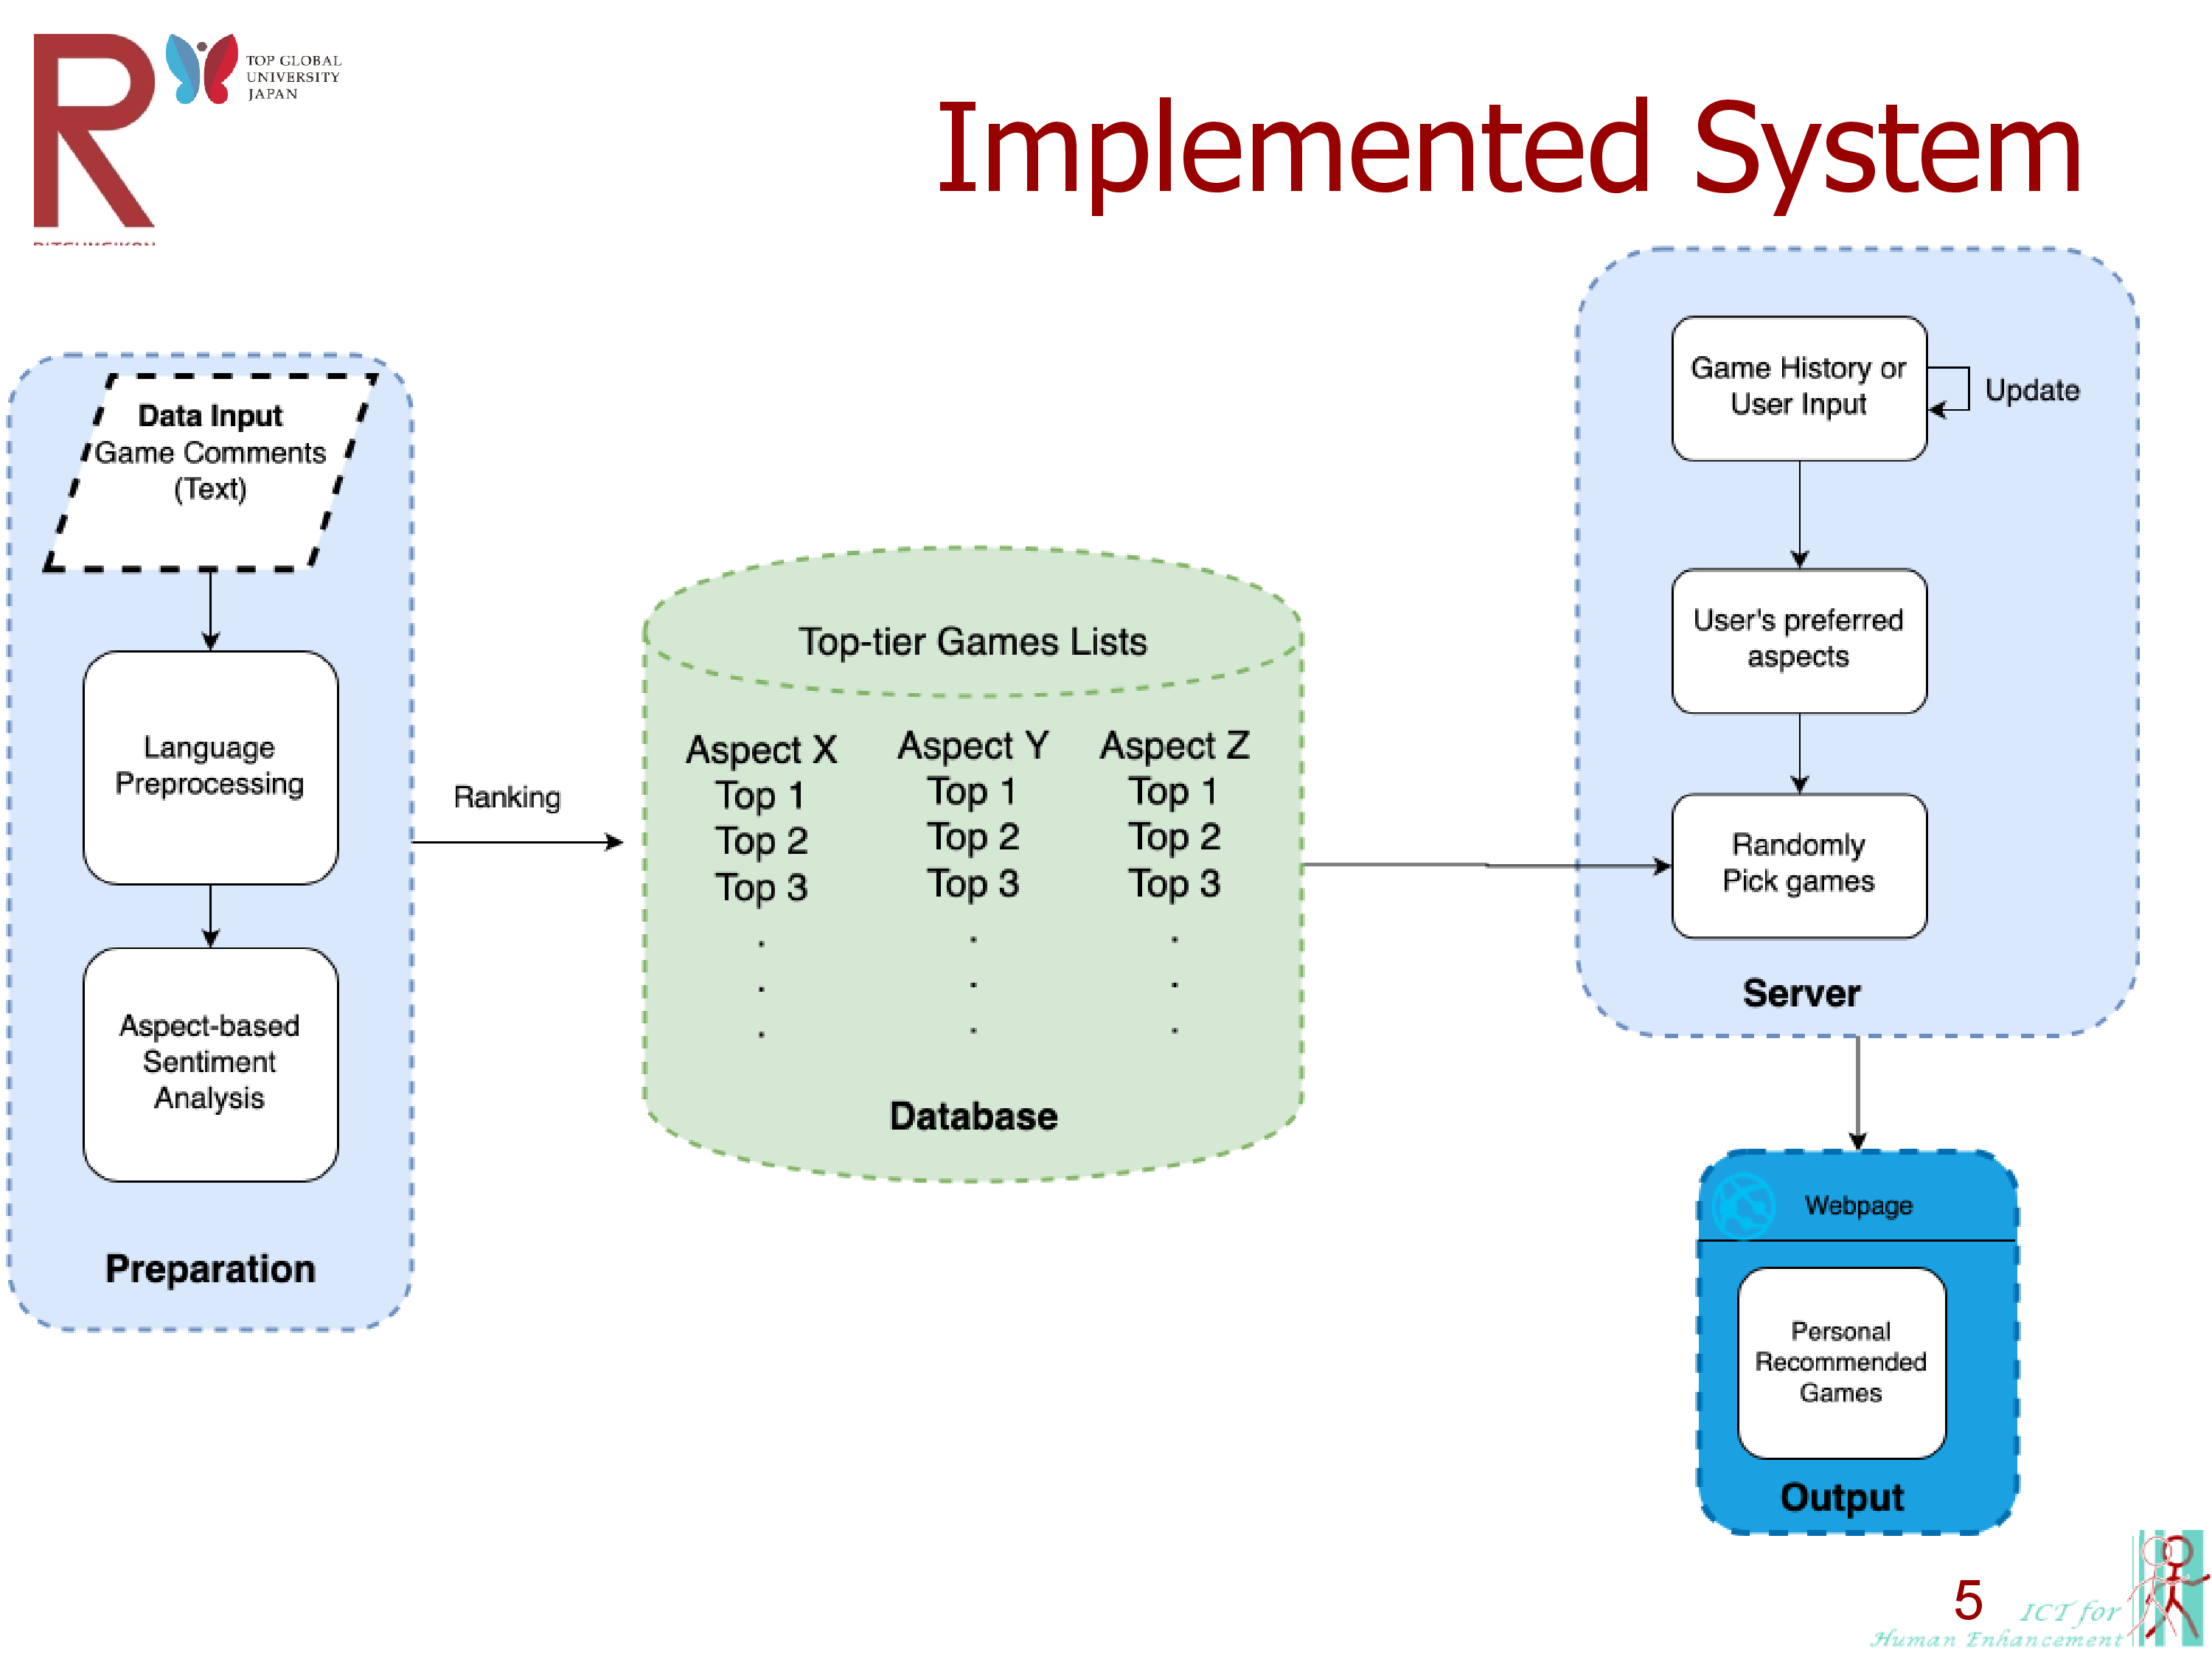 TOP GLOBAL
UNIVERSITY
JAPAN
Implemented System
Data Input
Game Comments
(Text)
Language
Preprocessing
Aspect-based
Sentiment
Analysis
Preparation
Ranking
Top-tier Games Lists
Aspect X
Top 1
Top 2
Top 3
.
.
.
Aspect Y
Top 1
Top 2
Top 3
.
.
.
Aspect Z
Top 1
Top 2
Top 3
.
.
.
Database
Game History or
User Input
Update
User's preferred
aspects
Randomly
Pick games
Server
Webpage
Personal
Recommended
Games
Output
5
ICT for
Human Enhancement